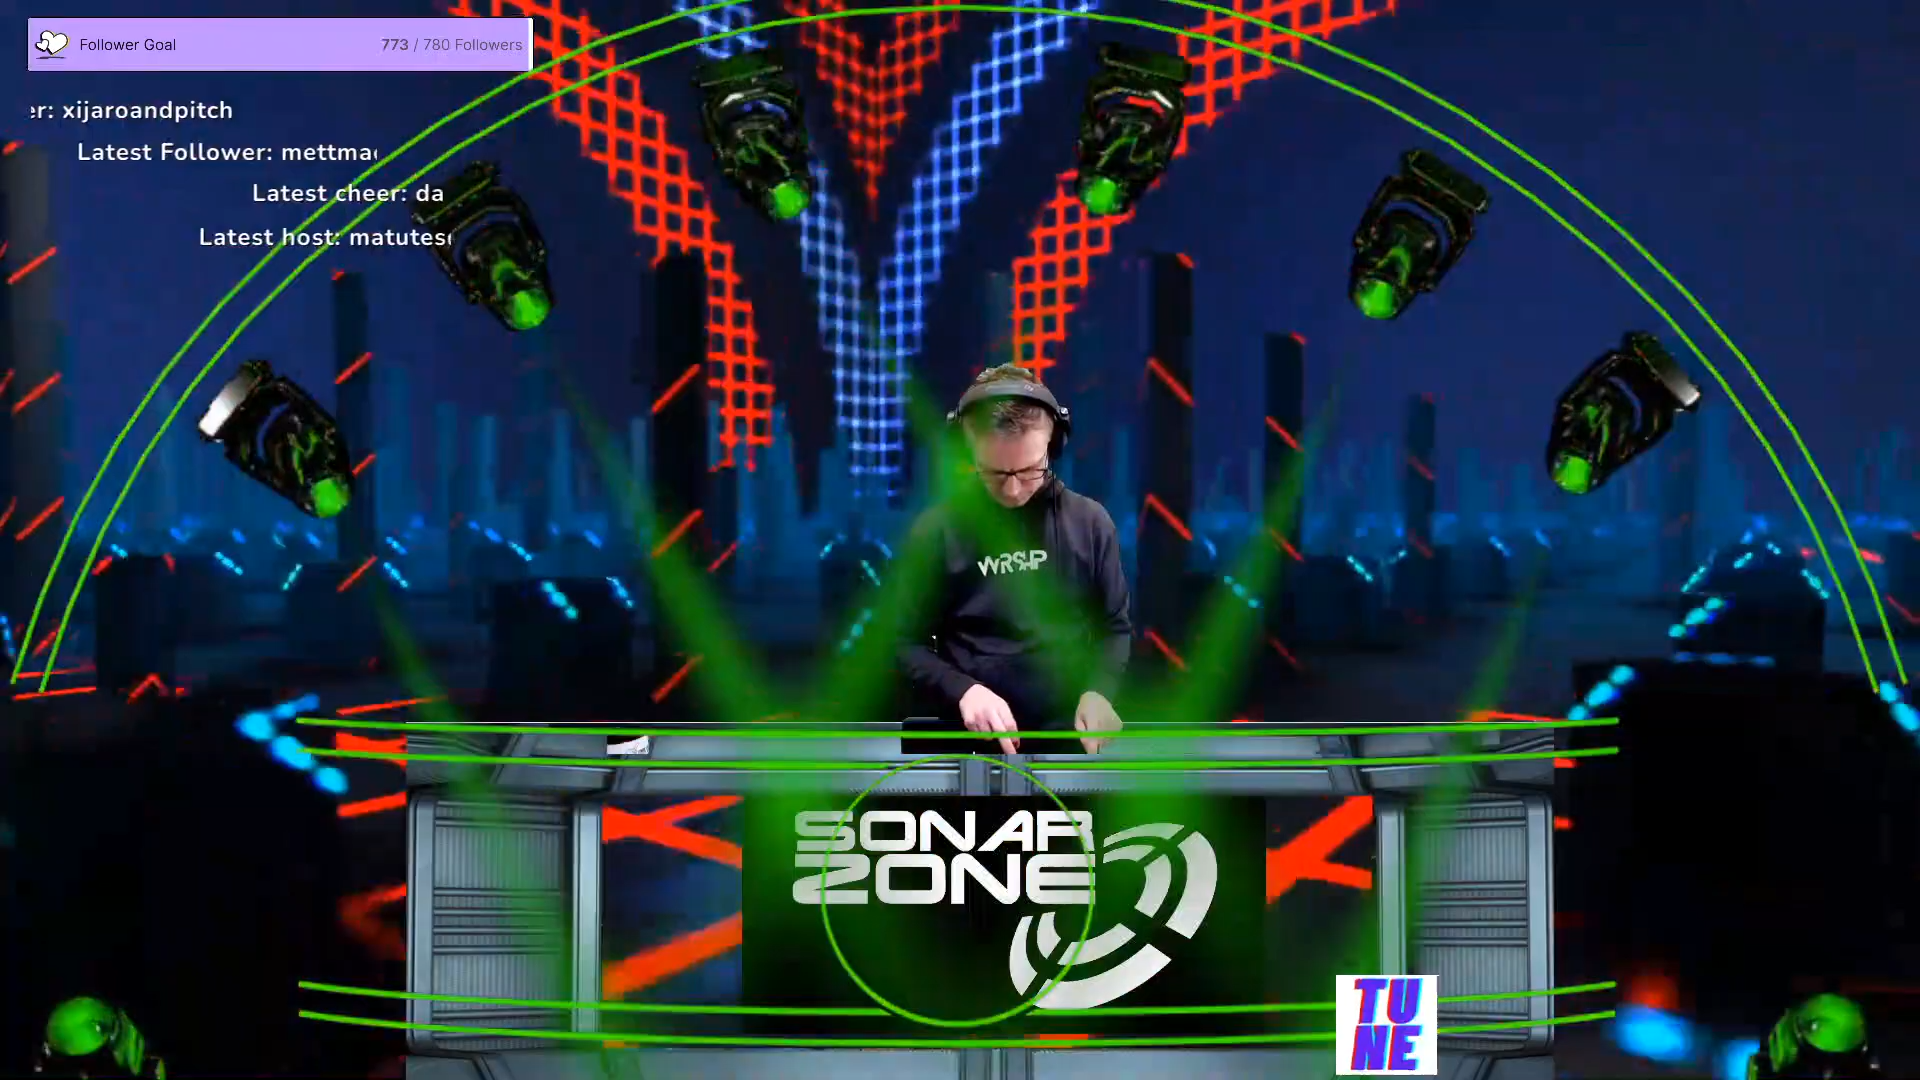 Follower Goal 773 / 780 Followers
er: xijaroandpitch
Latest Follower: mettma
Latest cheer: da
Latest host: matutes
WRSHP
SONAR
ZONE
TU
NE